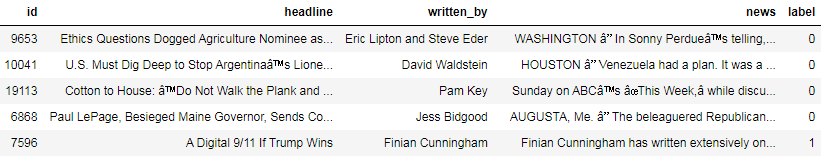 id headline written_by news label
9653 Ethics Questions Dogged Agriculture Nominee as... Eric Lipton and Steve Eder WASHINGTON â” In Sonny Perdueâ™s telling,... 0
10041 U.S. Must Dig Deep to Stop Argentinaâ™s Lione... David Waldstein HOUSTON â” Venezuela had a plan. It was a ... 0
19113 Cotton to House: â™Do Not Walk the Plank and ... Pam Key Sunday on ABCâ™s âœThis Week,â while discu... 0
6868 Paul LePage, Besieged Maine Governor, Sends Co... Jess Bidgood AUGUSTA, Me. â” The beleaguered Republican... 0
7596 A Digital 9/11 If Trump Wins Finian Cunningham Finian Cunningham has written extensively on... 1